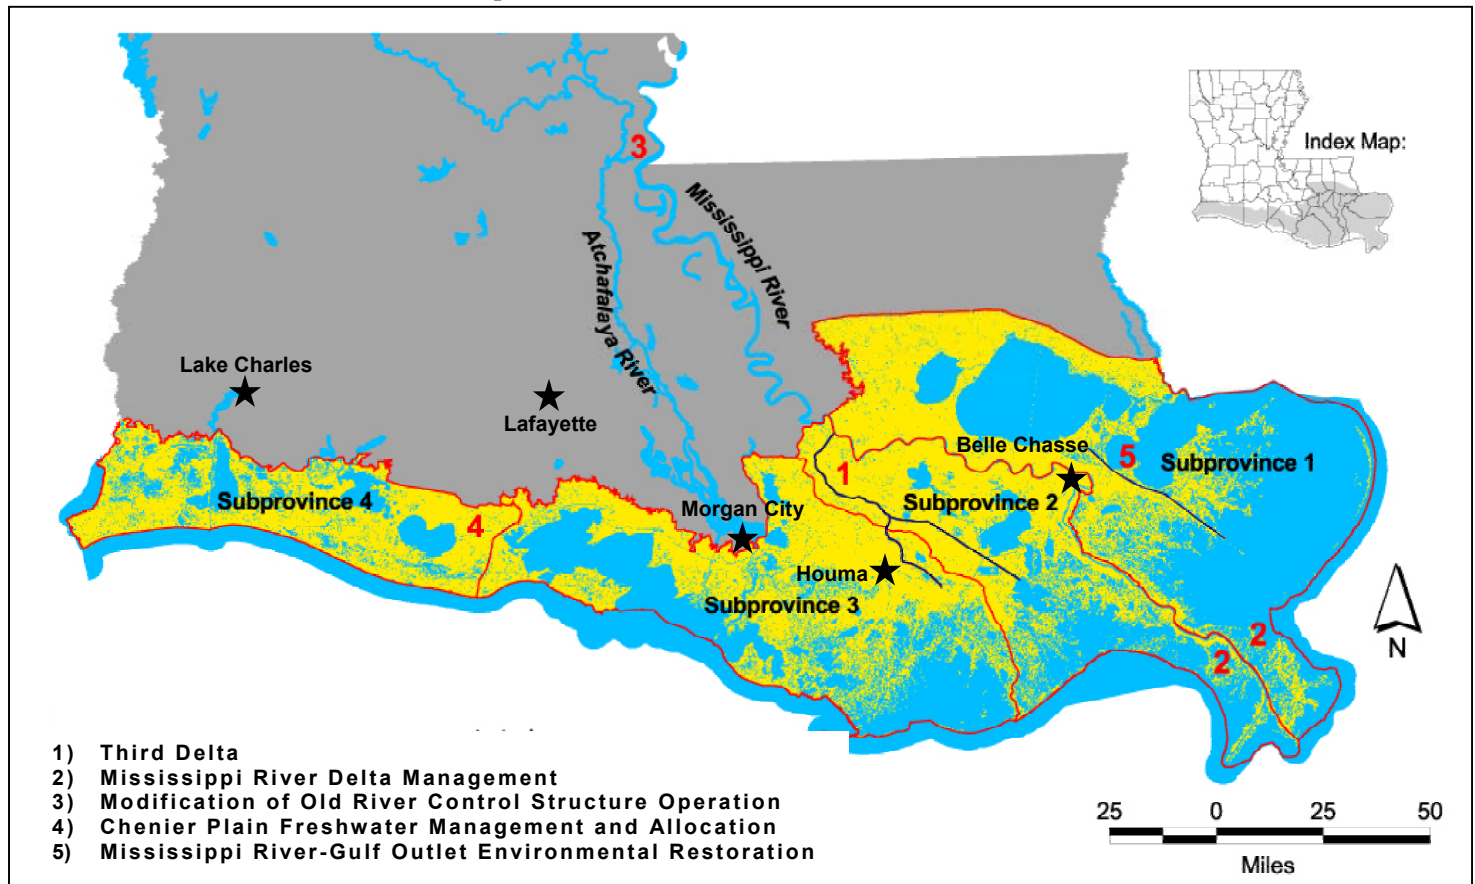 Index Map:
3
Mississippi River
Atchafalaya River
Lake Charles
Lafayette
Belle Chasse
5
Subprovince 1
1
Subprovince 4
Subprovince 2
Morgan City
4
Houma
Subprovince 3
2
2
N
1) Third Delta
2) Mississippi River Delta Management
3) Modification of Old River Control Structure Operation
4) Chenier Plain Freshwater Management and Allocation
5) Mississippi River-Gulf Outlet Environmental Restoration
25 0 25 50
Miles